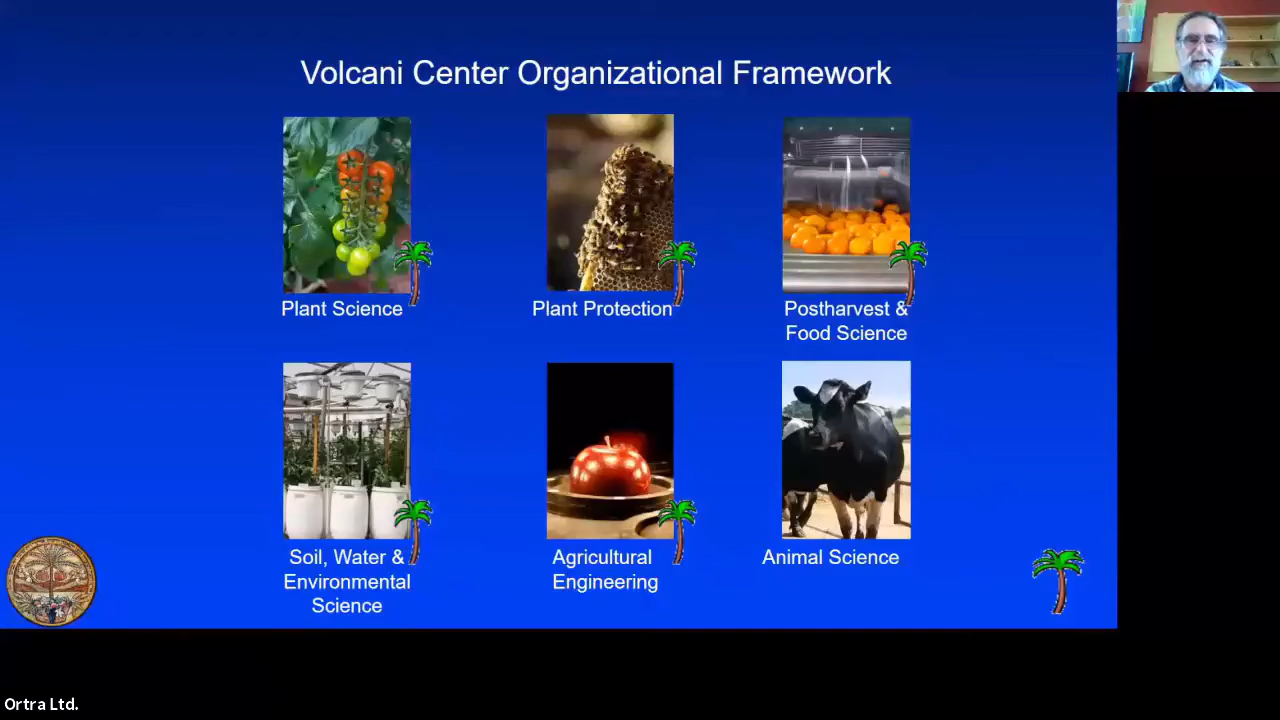 Volcani Center Organizational Framework
Plant Science
Plant Protection
Postharvest &
Food Science
Soil, Water &
Environmental
Science
Agricultural
Engineering
Animal Science
Ortra Ltd.